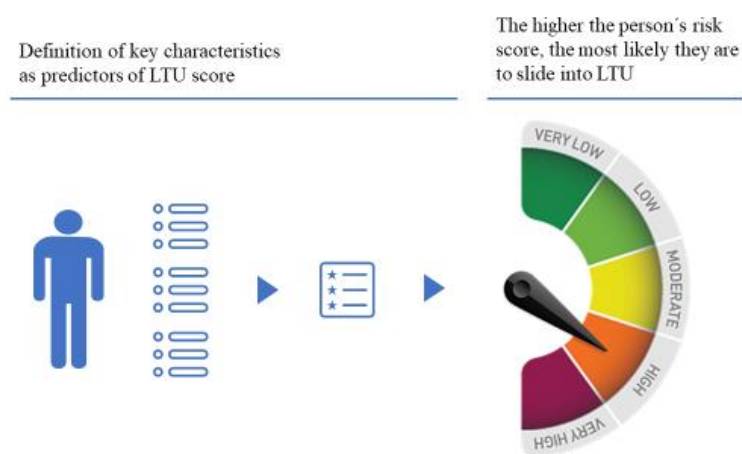 Definition of key characteristics
as predictors of LTU score
The higher the person´s risk
score, the most likely they are
to slide into LTU
VERY LOW
LOW
MODERATE
HIGH
VERY HIGH